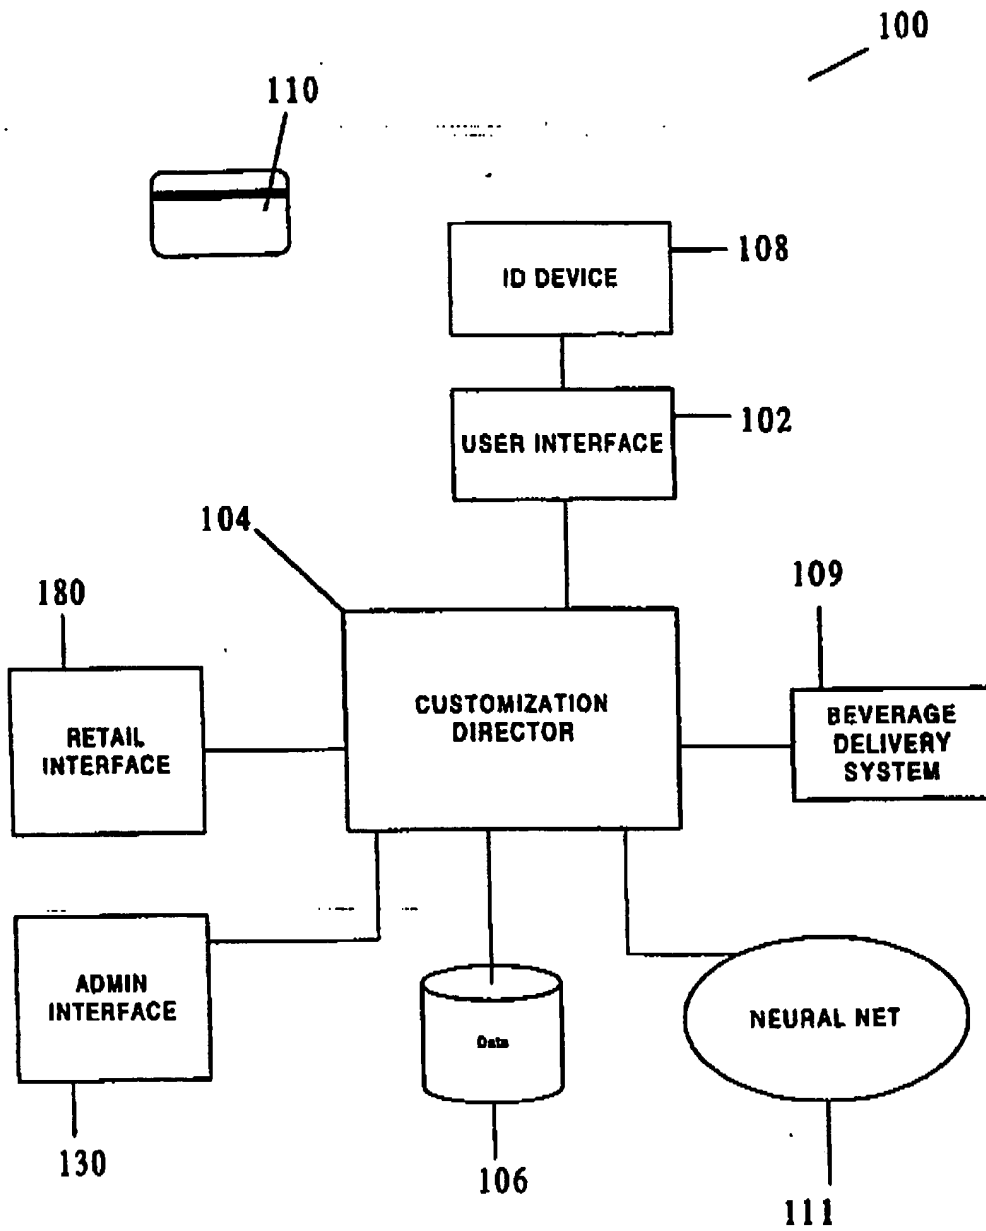 100
110
108
ID DEVICE
102
USER INTERFACE
104
109
180
CUSTOMIZATION
DIRECTOR
BEVERAGE
DELIVERY
SYSTEM
RETAIL
INTERFACE
ADMIN
INTERFACE
Data
NEURAL NET
130
106
111